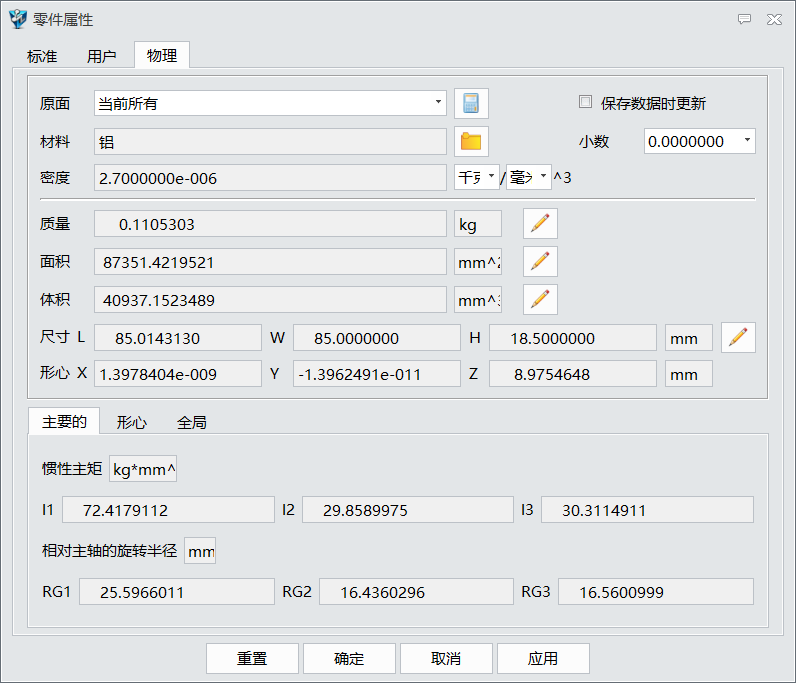 零件属性
标准 用户 物理
原面 当前所有 保存数据时更新
材料 铝 小数 0.0000000
密度 2.7000000e-006 千克 / 毫米 ^3
质量 0.1105303 kg
面积 87351.4219521 mm^2
体积 40937.1523489 mm^3
尺寸 L 85.0143130 W 85.0000000 H 18.5000000 mm
形心 X 1.3978404e-009 Y -1.3962491e-011 Z 8.9754648 mm
主要的 形心 全局
惯性主矩 kg*mm^
I1 72.4179112 I2 29.8589975 I3 30.3114911
相对主轴的旋转半径 mm
RG1 25.5966011 RG2 16.4360296 RG3 16.5600999
重置 确定 取消 应用